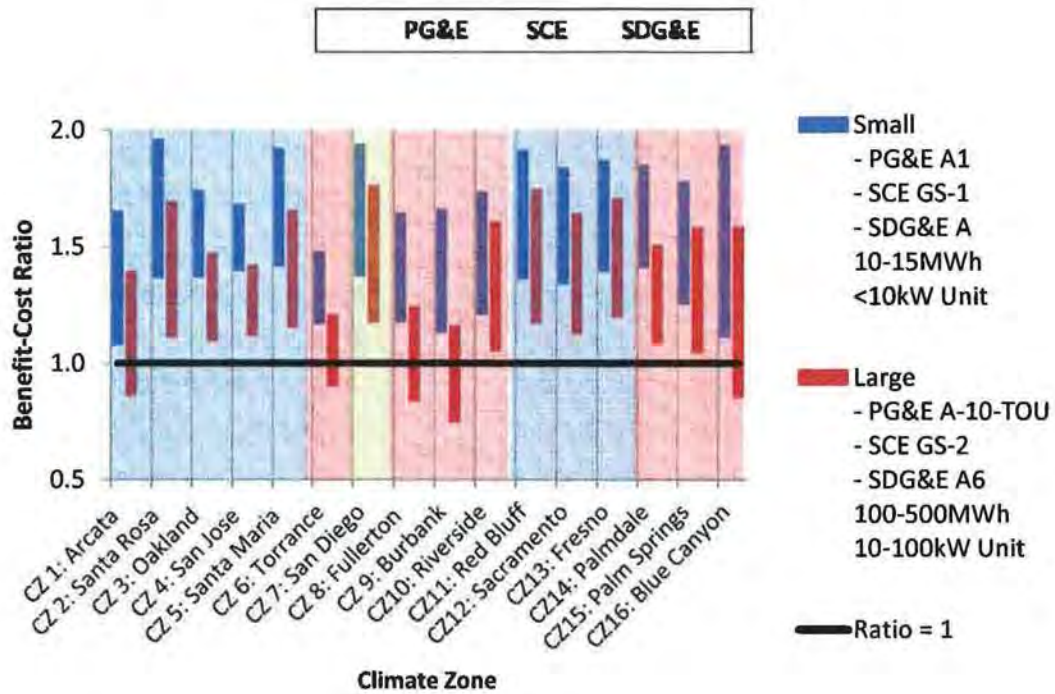 PG&E SCE SDG&E
2.0
1.5
1.0
0.5
Benefit-Cost Ratio
CZ 1: Arcata
CZ 2: Santa Rosa
CZ 3: Oakland
CZ 4: San Jose
CZ 5: Santa Maria
CZ 6: Torrance
CZ 7: San Diego
CZ 8: Fullerton
CZ 9: Burbank
CZ10: Riverside
CZ11: Red Bluff
CZ12: Sacramento
CZ13: Fresno
CZ14: Palmdale
CZ15: Palm Springs
CZ16: Blue Canyon
Climate Zone
Small
- PG&E A1
- SCE GS-1
- SDG&E A
10-15MWh
<10kW Unit
Large
- PG&E A-10-TOU
- SCE GS-2
- SDG&E A6
100-500MWh
10-100kW Unit
Ratio = 1